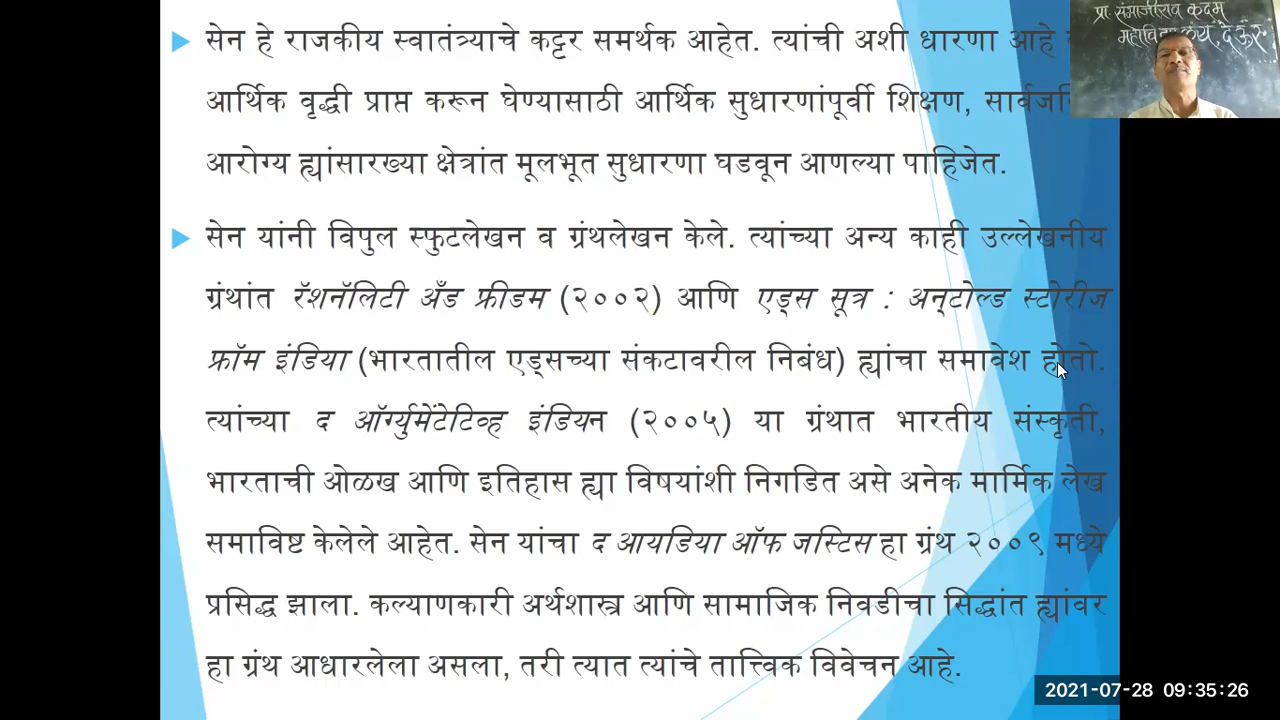 सेन हे राजकीय स्वातंत्र्याचे कट्टर समर्थक आहेत. त्यांची अशी धारणा आहे
आर्थिक वृद्धी प्राप्त करून घेण्यासाठी आर्थिक सुधारणांपूर्वी शिक्षण,
आरोग्य ह्यांसारख्या क्षेत्रांत मूलभूत सुधारणा घडवून आणल्या पाहिजेत.
सेन यांनी विपुल स्फुटलेखन व ग्रंथलेखन केले. त्यांच्या अन्य काही उल्लेखनीय
ग्रंथांत रॅशनॅलिटी अँड फ्रीडम (२००२) आणि एड्स सूत्र : अन्‌टोल्ड स्टोरीज
फ्रॉम इंडिया (भारतातील एड्सच्या संकटावरील निबंध) ह्यांचा समावेश होतो.
त्यांच्या द ऑर्ग्युमेंटेटिव्ह इंडियन (२००५) या ग्रंथात भारतीय संस्कृती,
भारताची ओळख आणि इतिहास ह्या विषयांशी निगडित असे अनेक मार्मिक लेख
समाविष्ट केलेले आहेत. सेन यांचा द आयडिया ऑफ जस्टिस हा ग्रंथ २००९ मध्ये
प्रसिद्ध झाला. कल्याणकारी अर्थशास्त्र आणि सामाजिक निवडीचा सिद्धांत ह्यांवर
हा ग्रंथ आधारलेला असला, तरी त्यात त्यांचे तात्त्विक विवेचन आहे.
प्रा. संभाजीराव कदम
2021-07-28 09:35:26